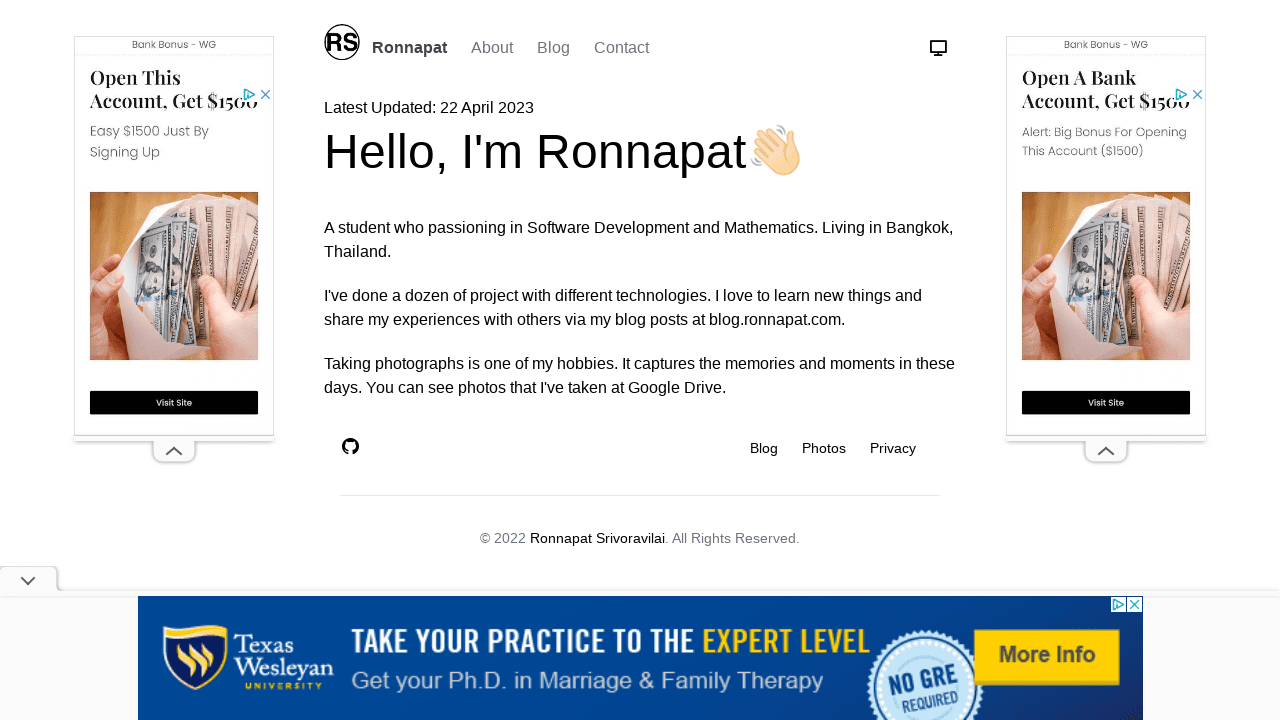 RS
Ronnapat
About
Blog
Contact
Latest Updated: 22 April 2023
Hello, I'm Ronnapat
A student who passioning in Software Development and Mathematics. Living in Bangkok,
Thailand.
I've done a dozen of project with different technologies. I love to learn new things and
share my experiences with others via my blog posts at blog.ronnapat.com.
Taking photographs is one of my hobbies. It captures the memories and moments in these
days. You can see photos that I've taken at Google Drive.
Blog
Photos
Privacy
© 2022 Ronnapat Srivoravilai. All Rights Reserved.
Bank Bonus - WG
Open This
Account, Get $1500
Easy $1500 Just By
Signing Up
Visit Site
Bank Bonus - WG
Open A Bank
Account, Get $1500
Alert: Big Bonus For Opening
This Account ($1500)
Visit Site
Texas
Wesleyan
UNIVERSITY
TAKE YOUR PRACTICE TO THE EXPERT LEVEL
Get your Ph.D. in Marriage & Family Therapy
NO GRE
REQUIRED
More Info